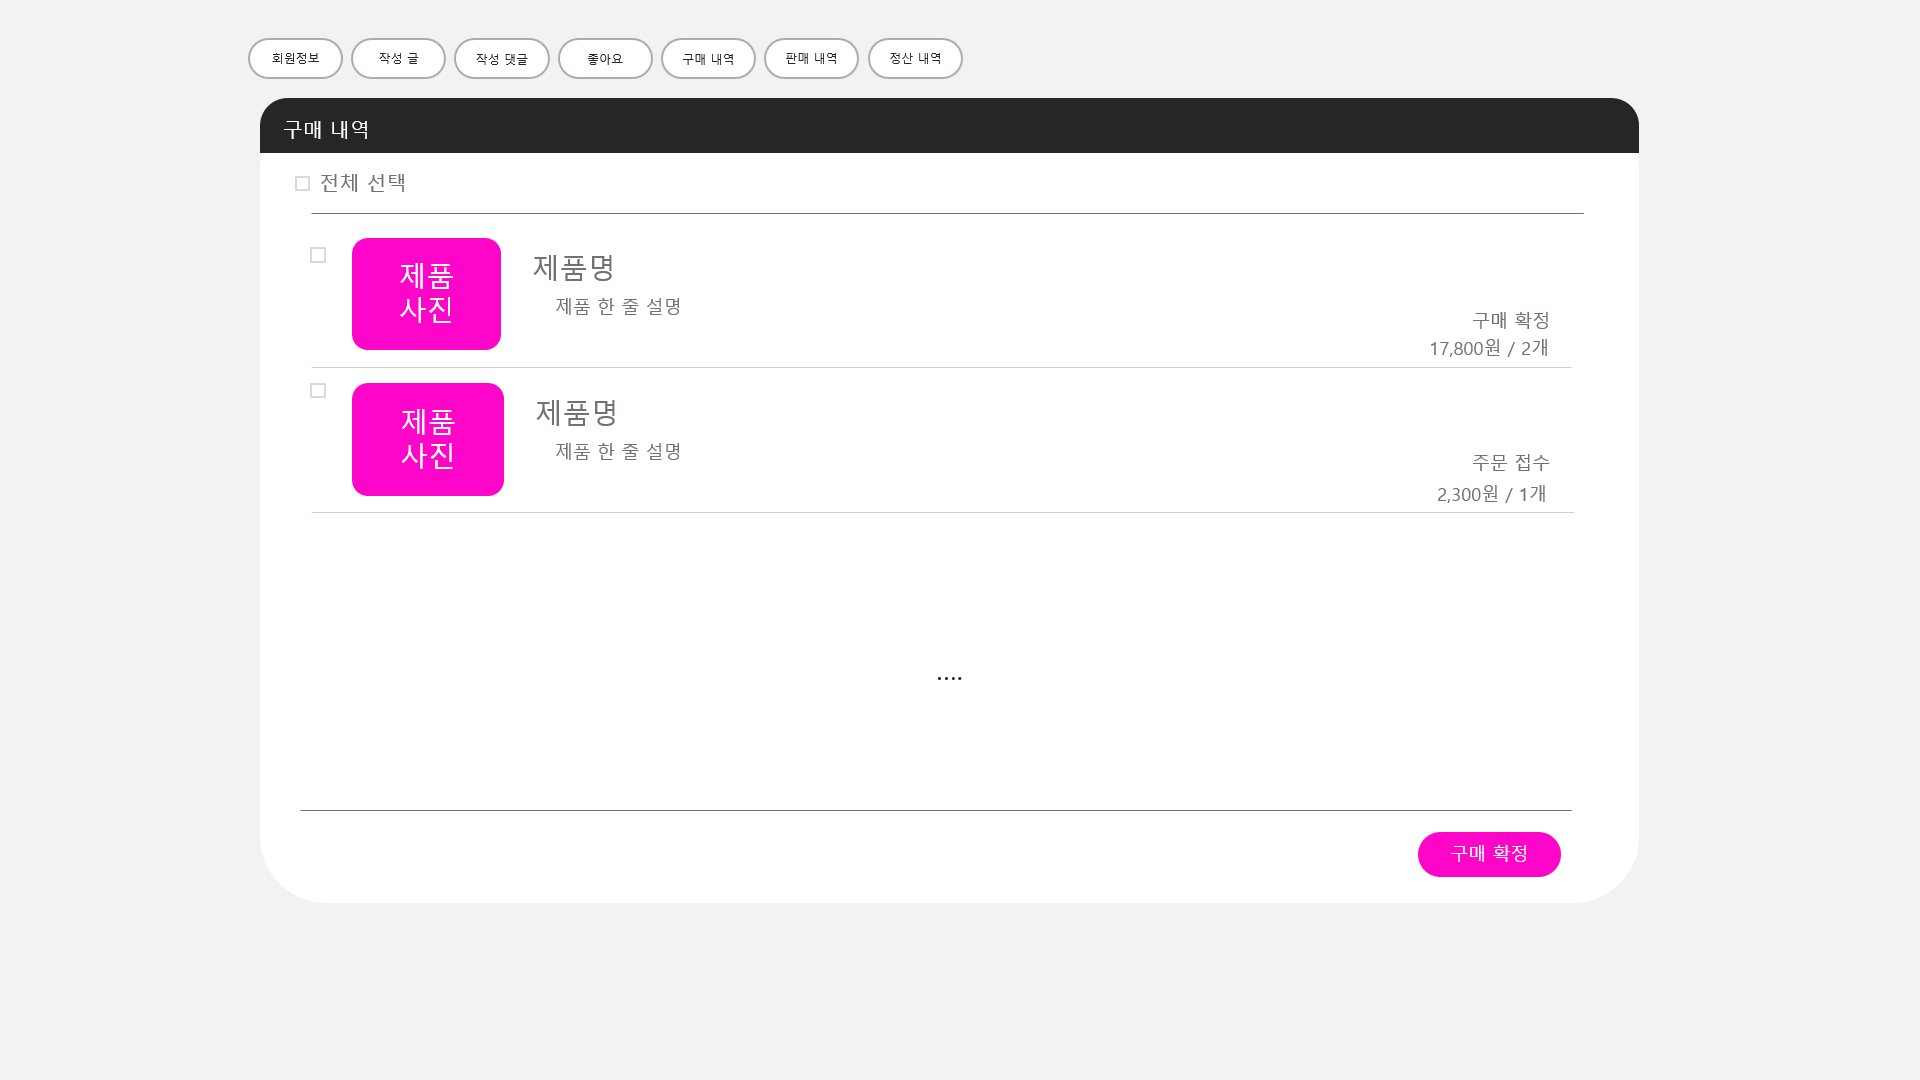 회원정보
작성 글
작성 댓글
좋아요
구매 내역
판매 내역
정산 내역
구매 내역
전체 선택
제품
사진
제품명
제품 한 줄 설명
구매 확정
17,800원 / 2개
제품
사진
제품명
제품 한 줄 설명
주문 접수
2,300원 / 1개
....
구매 확정